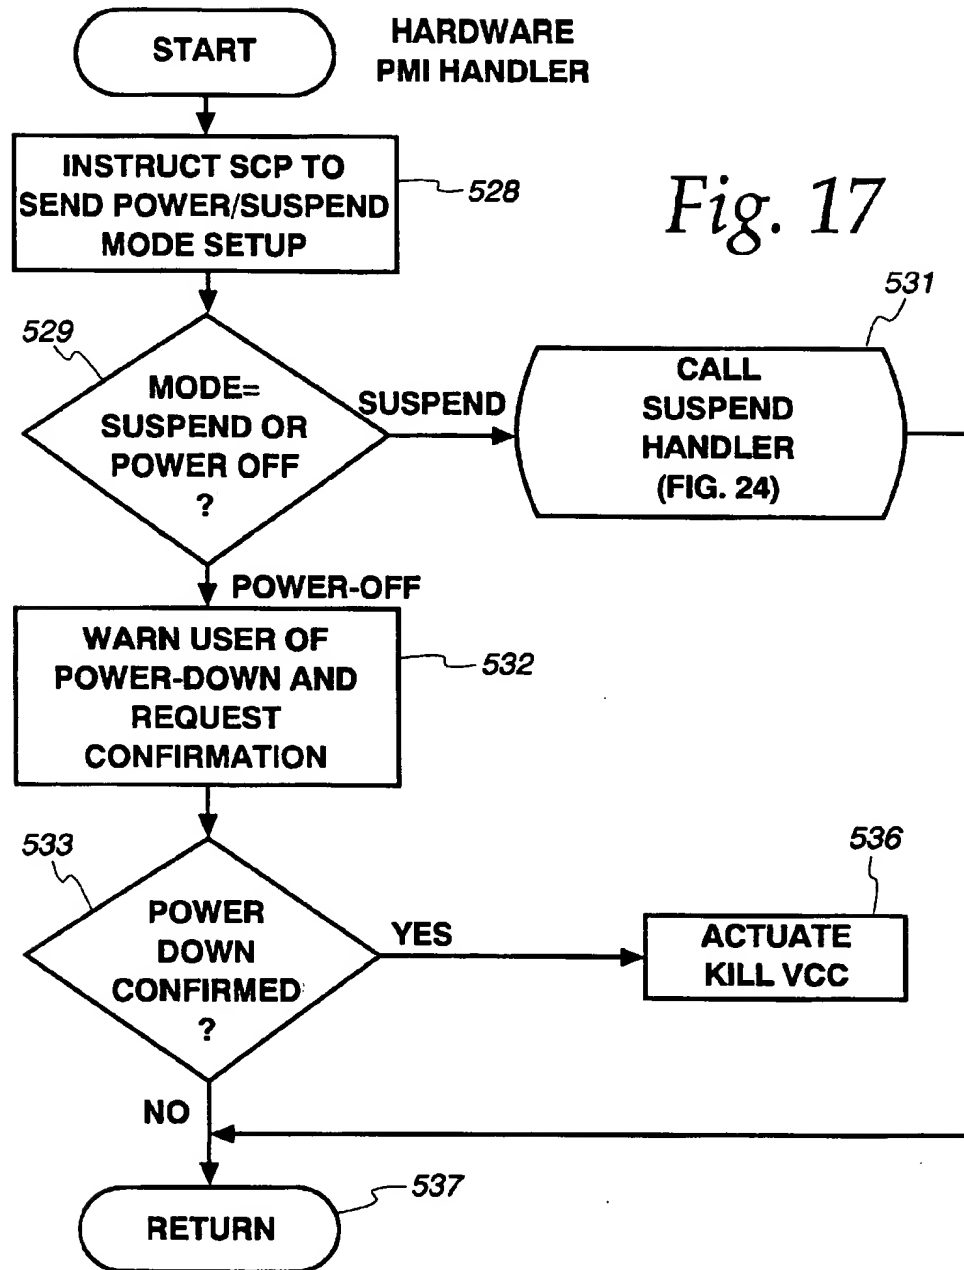 START
HARDWARE
PMI HANDLER
INSTRUCT SCP TO
SEND POWER/SUSPEND
MODE SETUP
528
Fig. 17
529
MODE=
SUSPEND OR
POWER OFF
?
SUSPEND
531
CALL
SUSPEND
HANDLER
(FIG. 24)
POWER-OFF
WARN USER OF
POWER-DOWN AND
REQUEST
CONFIRMATION
532
533
POWER
DOWN
CONFIRMED
?
YES
536
ACTUATE
KILL VCC
NO
537
RETURN